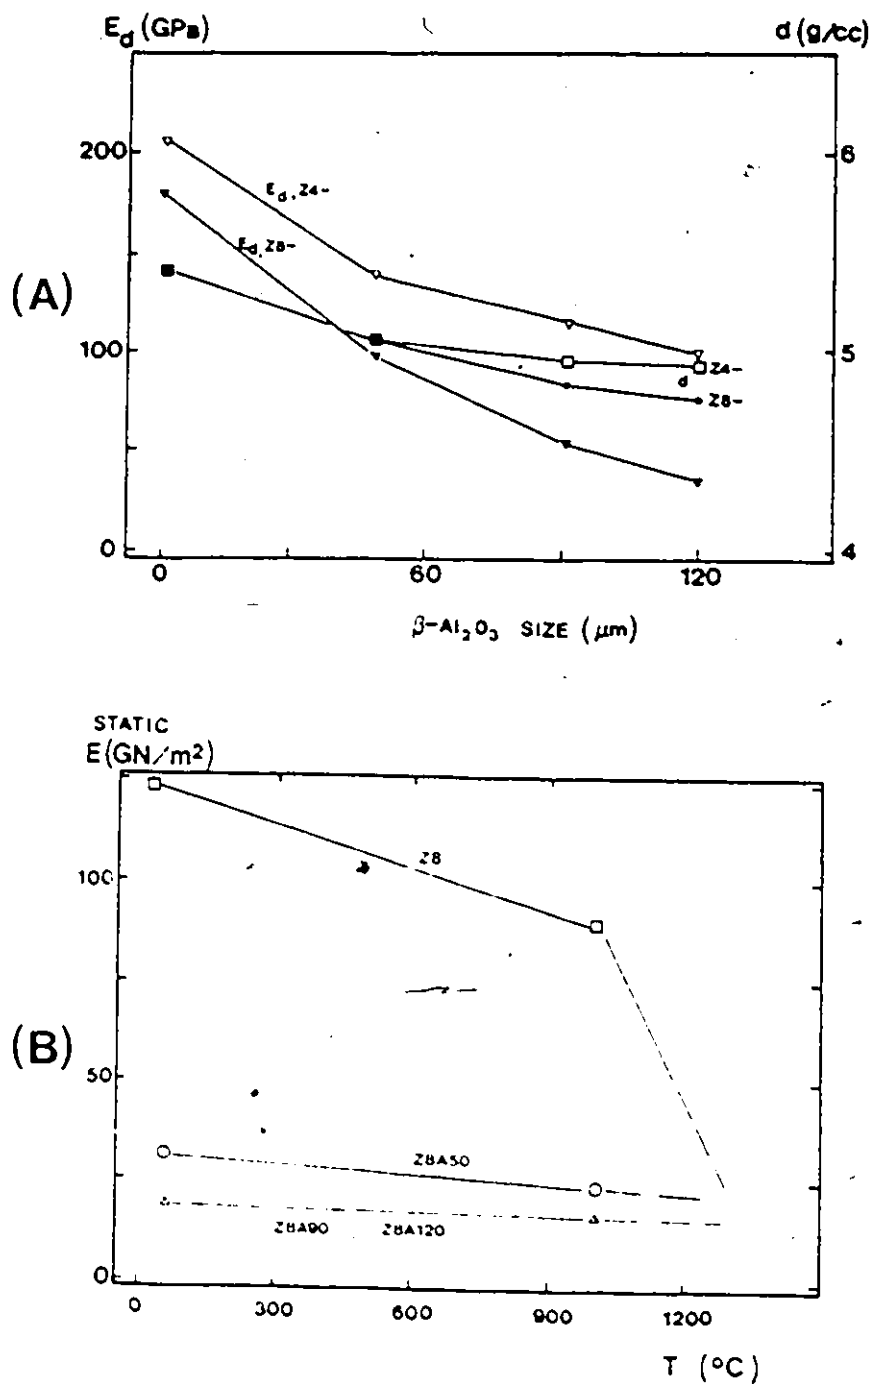 E_d (GPa)
d (g/cc)
200
6
E_d, Z4-
E_d, Z8-
(A)
100
5
Z4-
d
Z8-
0
4
0
60
120
β-Al₂O₃ SIZE (μm)
STATIC
E (GN/m²)
Z8
100
(B)
50
Z8A50
Z8A90
Z8A120
0
0
300
600
900
1200
T (°C)